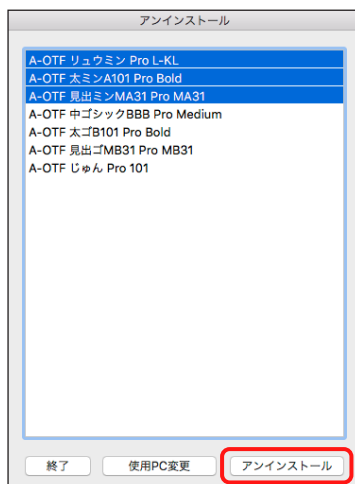 アンインストール
A-OTF リュウミン Pro L-KL
A-OTF 太ミンA101 Pro Bold
A-OTF 見出ミンMA31 Pro MA31
A-OTF 中ゴシックBBB Pro Medium
A-OTF 太ゴB101 Pro Bold
A-OTF 見出ゴMB31 Pro MB31
A-OTF じゅん Pro 101
終了 使用PC変更 アンインストール